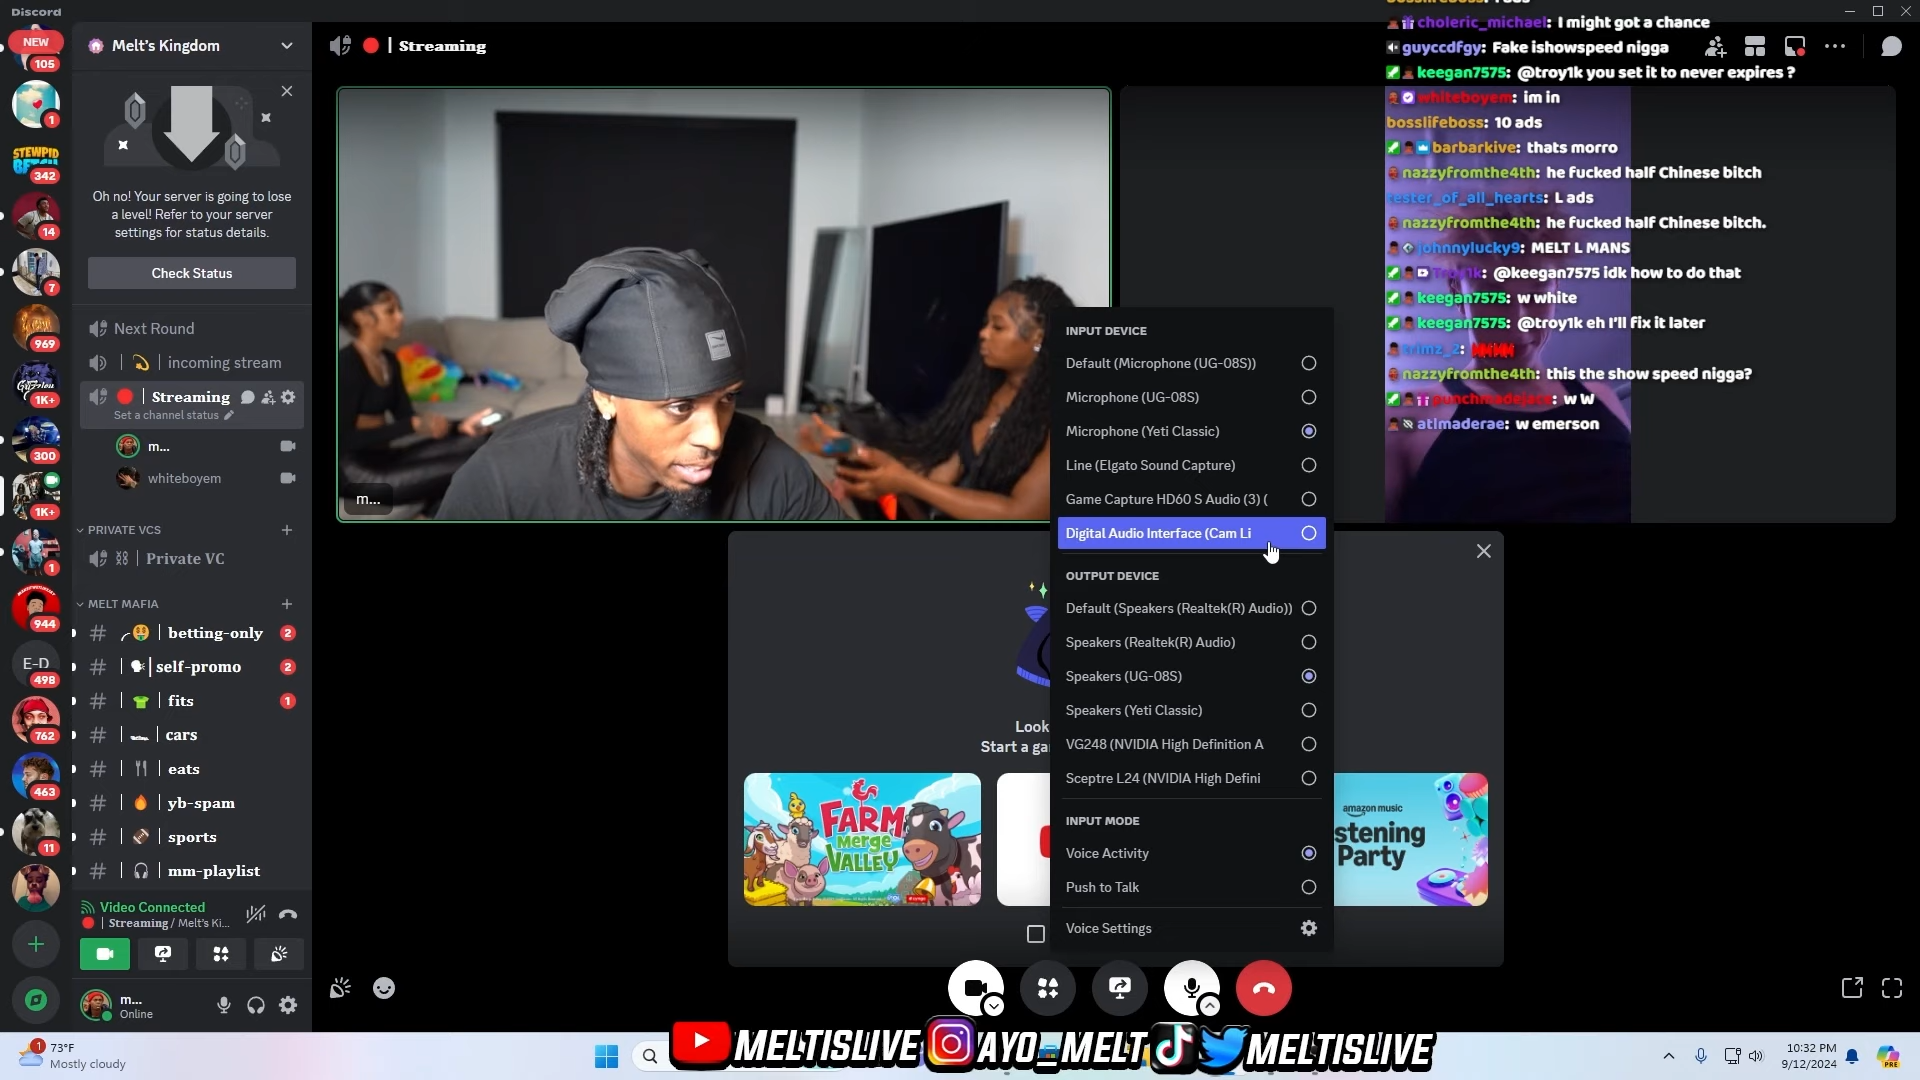 Discord
NEW
105
1
STEWPID
342
14
7
969
1K+
300
1K+
1
944
E-D
498
762
463
11
Melt's Kingdom
Oh no! Your server is going to lose
a level! Refer to your server
settings for status details.
Check Status
Next Round
| incoming stream
| Streaming
Set a channel status
m...
whiteboyem
PRIVATE VCS
| Private VC
MELT MAFIA
# | betting-only 2
# | self-promo 2
# | fits 1
# | cars
# | eats
# | yb-spam
# | sports
# | mm-playlist
Video Connected
| Streaming / Melt's Ki...
m...
Online
| Streaming
m...
choleric_michael: I might got a chance
guyccdfgy: Fake ishowspeed nigga
keegan7575: @troy1k you set it to never expires ?
whiteboyem: im in
bosslifeboss: 10 ads
barbarkive: thats morro
nazzyfromthe4th: he fucked half Chinese bitch
tester_of_all_hearts: L ads
nazzyfromthe4th: he fucked half Chinese bitch.
johnnylucky9: MELT L MANS
Troy1k: @keegan7575 idk how to do that
keegan7575: w white
keegan7575: @troy1k eh I'll fix it later
trimz_2:
nazzyfromthe4th: this the show speed nigga?
punchmadejace: w W
atlmaderae: w emerson
INPUT DEVICE
Default (Microphone (UG-08S))
Microphone (UG-08S)
Microphone (Yeti Classic)
Line (Elgato Sound Capture)
Game Capture HD60 S Audio (3) (
Digital Audio Interface (Cam Li
OUTPUT DEVICE
Default (Speakers (Realtek(R) Audio))
Speakers (Realtek(R) Audio)
Speakers (UG-08S)
Speakers (Yeti Classic)
VG248 (NVIDIA High Definition A
Sceptre L24 (NVIDIA High Defini
INPUT MODE
Voice Activity
Push to Talk
Voice Settings
Look
Start a ga
FARM
Merge
VALLEY
amazon music
stening
Party
1
73°F
Mostly cloudy
MELTISLIVE
AYO_MELT
MELTISLIVE
10:32 PM
9/12/2024
PRE